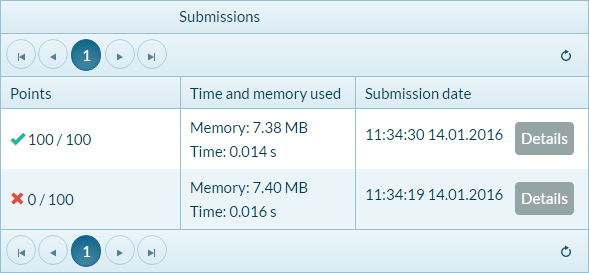 Submissions
1
Points Time and memory used Submission date
100 / 100 Memory: 7.38 MB 11:34:30 14.01.2016 Details
Time: 0.014 s
0 / 100 Memory: 7.40 MB 11:34:19 14.01.2016 Details
Time: 0.016 s
1